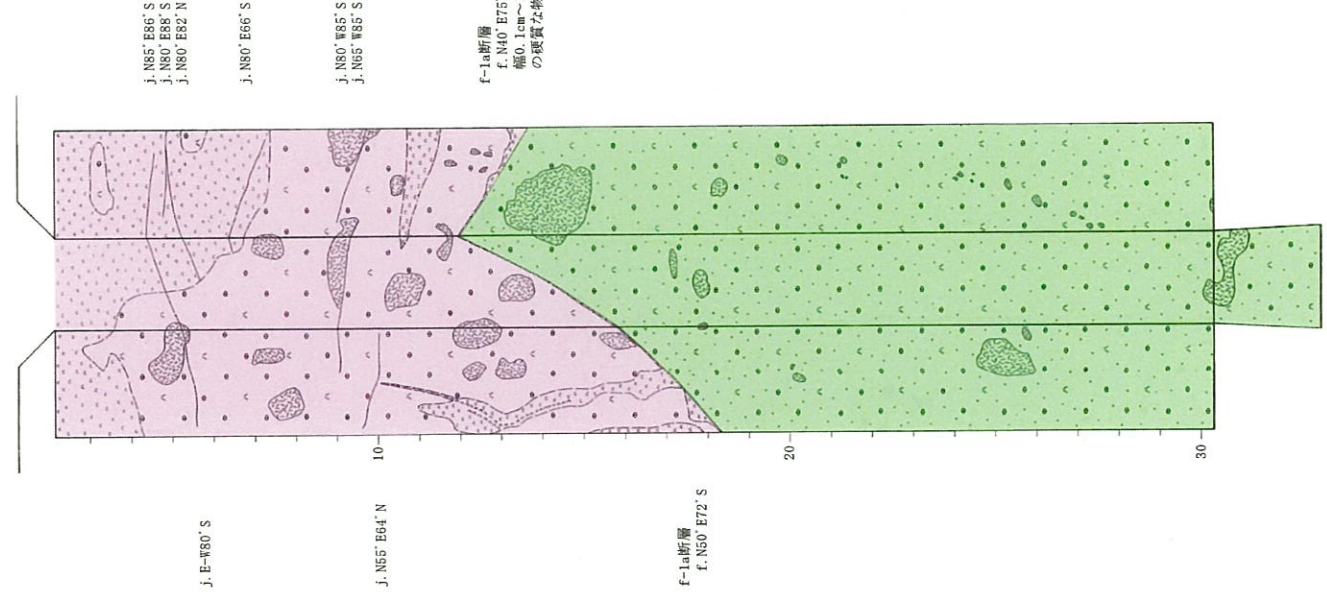 j. N85° E86° S
j. N80° E88° S
j. N80° E82° N
j. N80° E66° S
j. N80° W85° S
j. N65° W85° S
f-1a断層
f. N40° E75°
幅0.1cm～
の硬質な物
10
20
30
j. E-W80° S
j. N55° E64° N
f-1a断層
f. N50° E72° S